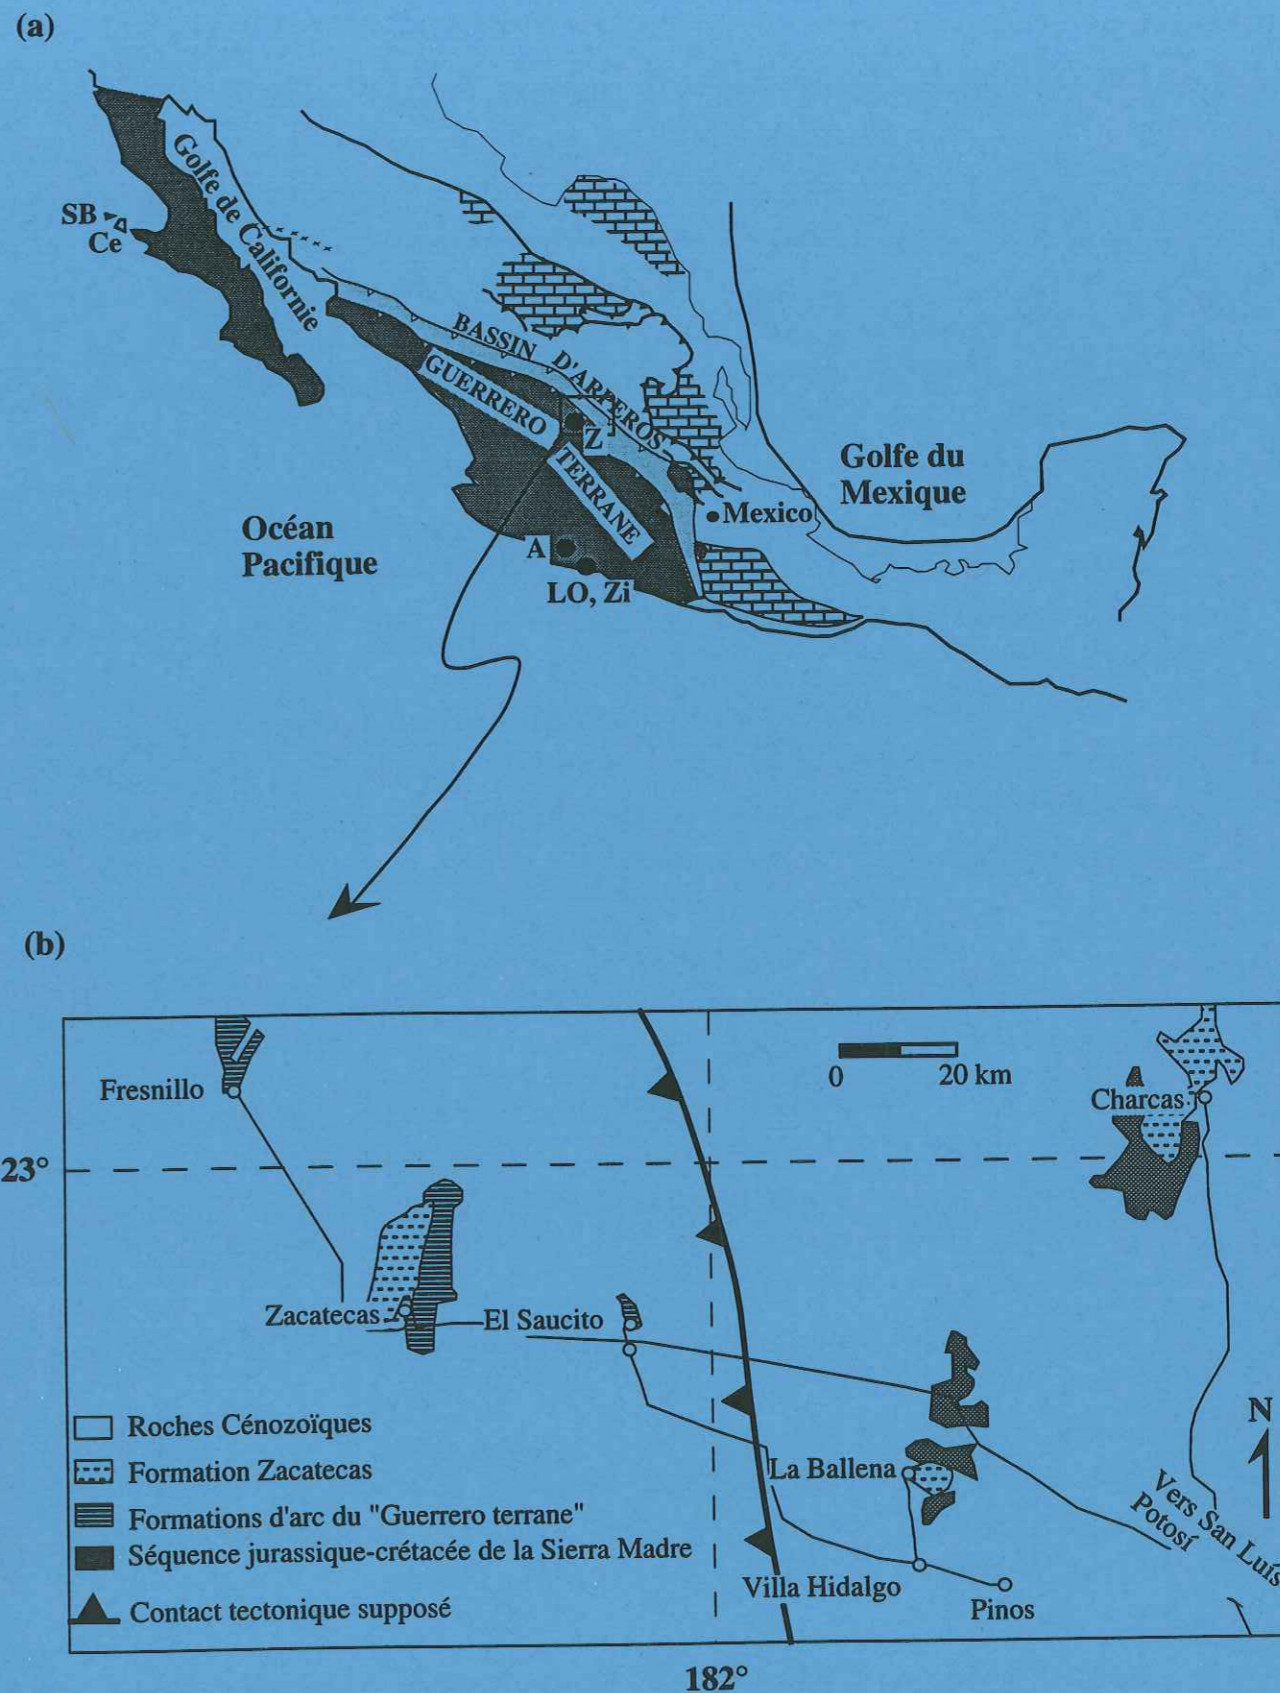 (a)
Golfe de Californie
SB
Ce
BASSIN D'ARPEROS
GUERRERO
TERRANE
Z
Golfe du
Mexique
Mexico
Océan
Pacifique
A
LO, Zi
(b)
Fresnillo
0 20 km
Charcas
23°
Zacatecas
El Saucito
N
Roches Cénozoïques
Formation Zacatecas
Formations d'arc du "Guerrero terrane"
Séquence jurassique-crétacée de la Sierra Madre
Contact tectonique supposé
La Ballena
Vers San Luís
Potosí
Villa Hidalgo
Pinos
182°